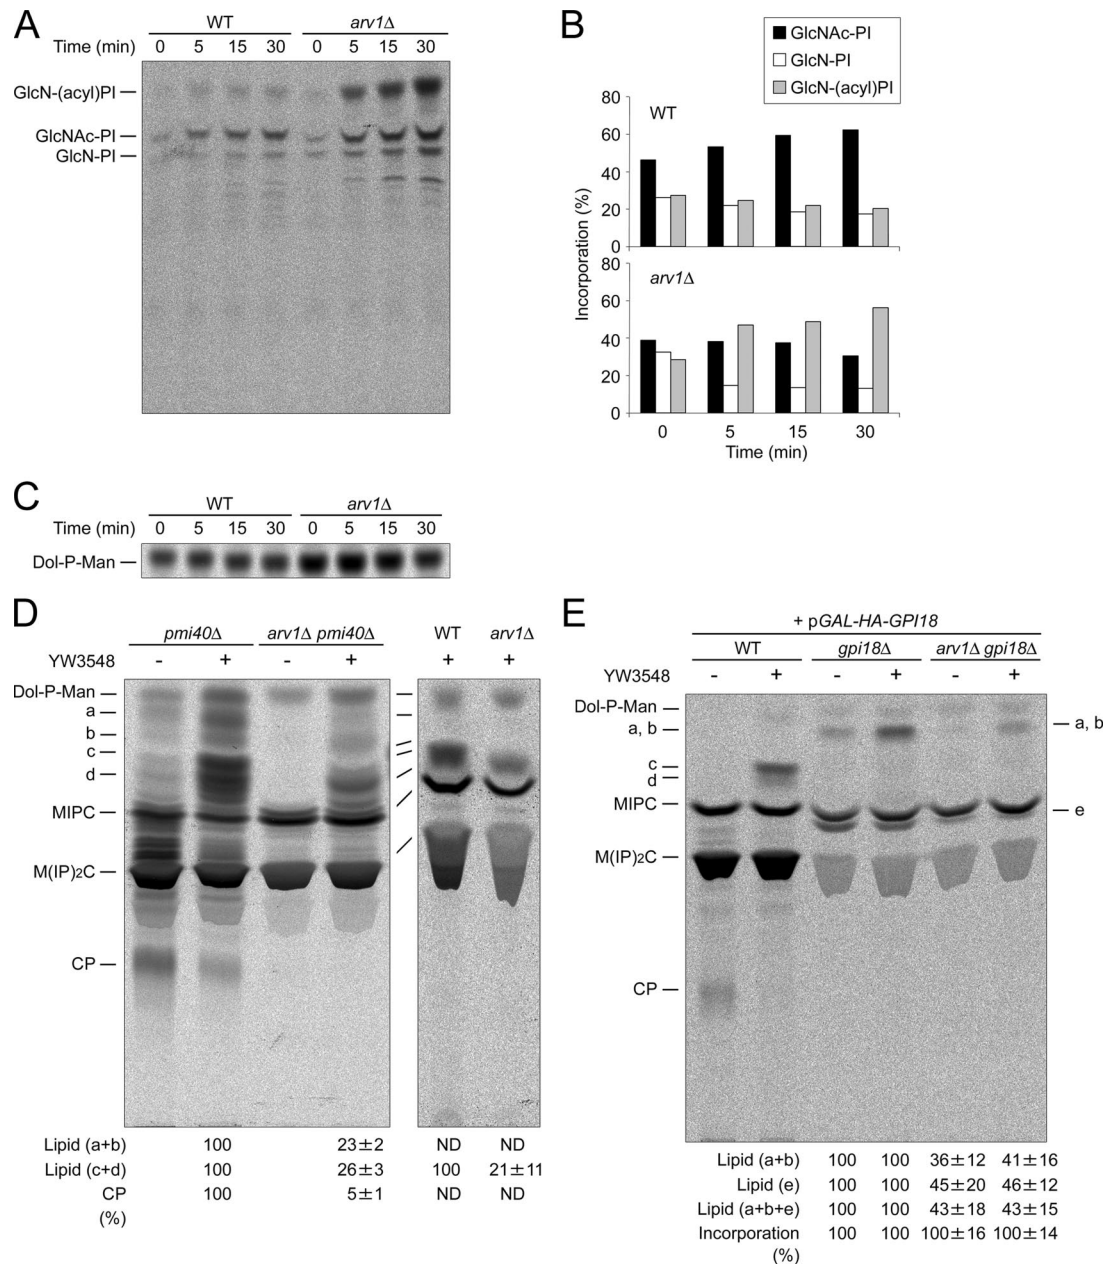 A
WT arv1Δ
Time (min) 0 5 15 30 0 5 15 30
GlcN-(acyl)PI
GlcNAc-PI
GlcN-PI
B
GlcNAc-PI
GlcN-PI
GlcN-(acyl)PI
Incorporation (%)
WT
80
60
40
20
0
arv1Δ
80
60
40
20
0
0 5 15 30
Time (min)
C
WT arv1Δ
Time (min) 0 5 15 30 0 5 15 30
Dol-P-Man
D
pmi40Δ arv1Δ pmi40Δ WT arv1Δ
YW3548 - + - + + +
Dol-P-Man
a
b
c
d
MIPC
M(IP)2C
CP
Lipid (a+b) 100 23±2 ND ND
Lipid (c+d) 100 26±3 100 21±11
CP 100 5±1 ND ND
(%)
E
+ pGAL-HA-GPI18
WT gpi18Δ arv1Δ gpi18Δ
YW3548 - + - + - +
Dol-P-Man
a, b a, b
c
d
MIPC e
M(IP)2C
CP
Lipid (a+b) 100 100 36±12 41±16
Lipid (e) 100 100 45±20 46±12
Lipid (a+b+e) 100 100 43±18 43±15
Incorporation 100 100 100±16 100±14
(%)